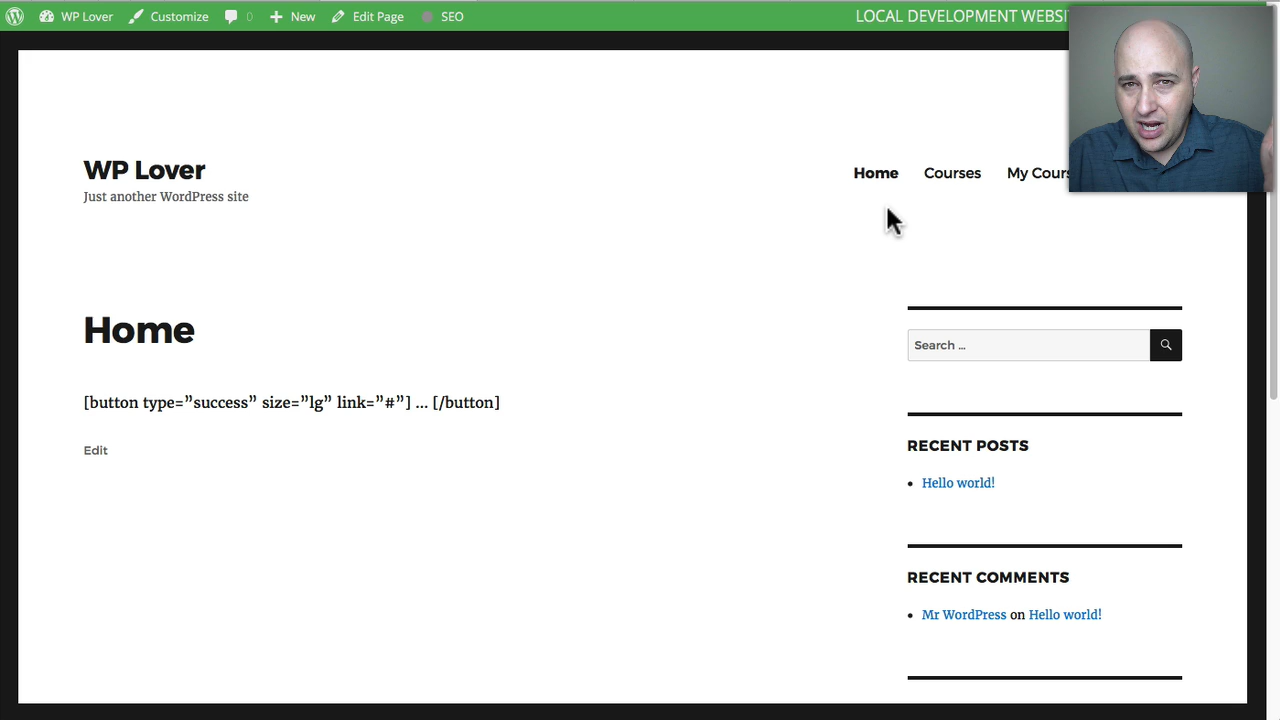 WP Lover Customize 0 New Edit Page SEO LOCAL DEVELOPMENT
WP Lover
Just another WordPress site
Home Courses My
Home
[button type=”success” size=”lg” link=”#”] … [/button]
Edit
Search …
RECENT POSTS
Hello world!
RECENT COMMENTS
Mr WordPress on Hello world!